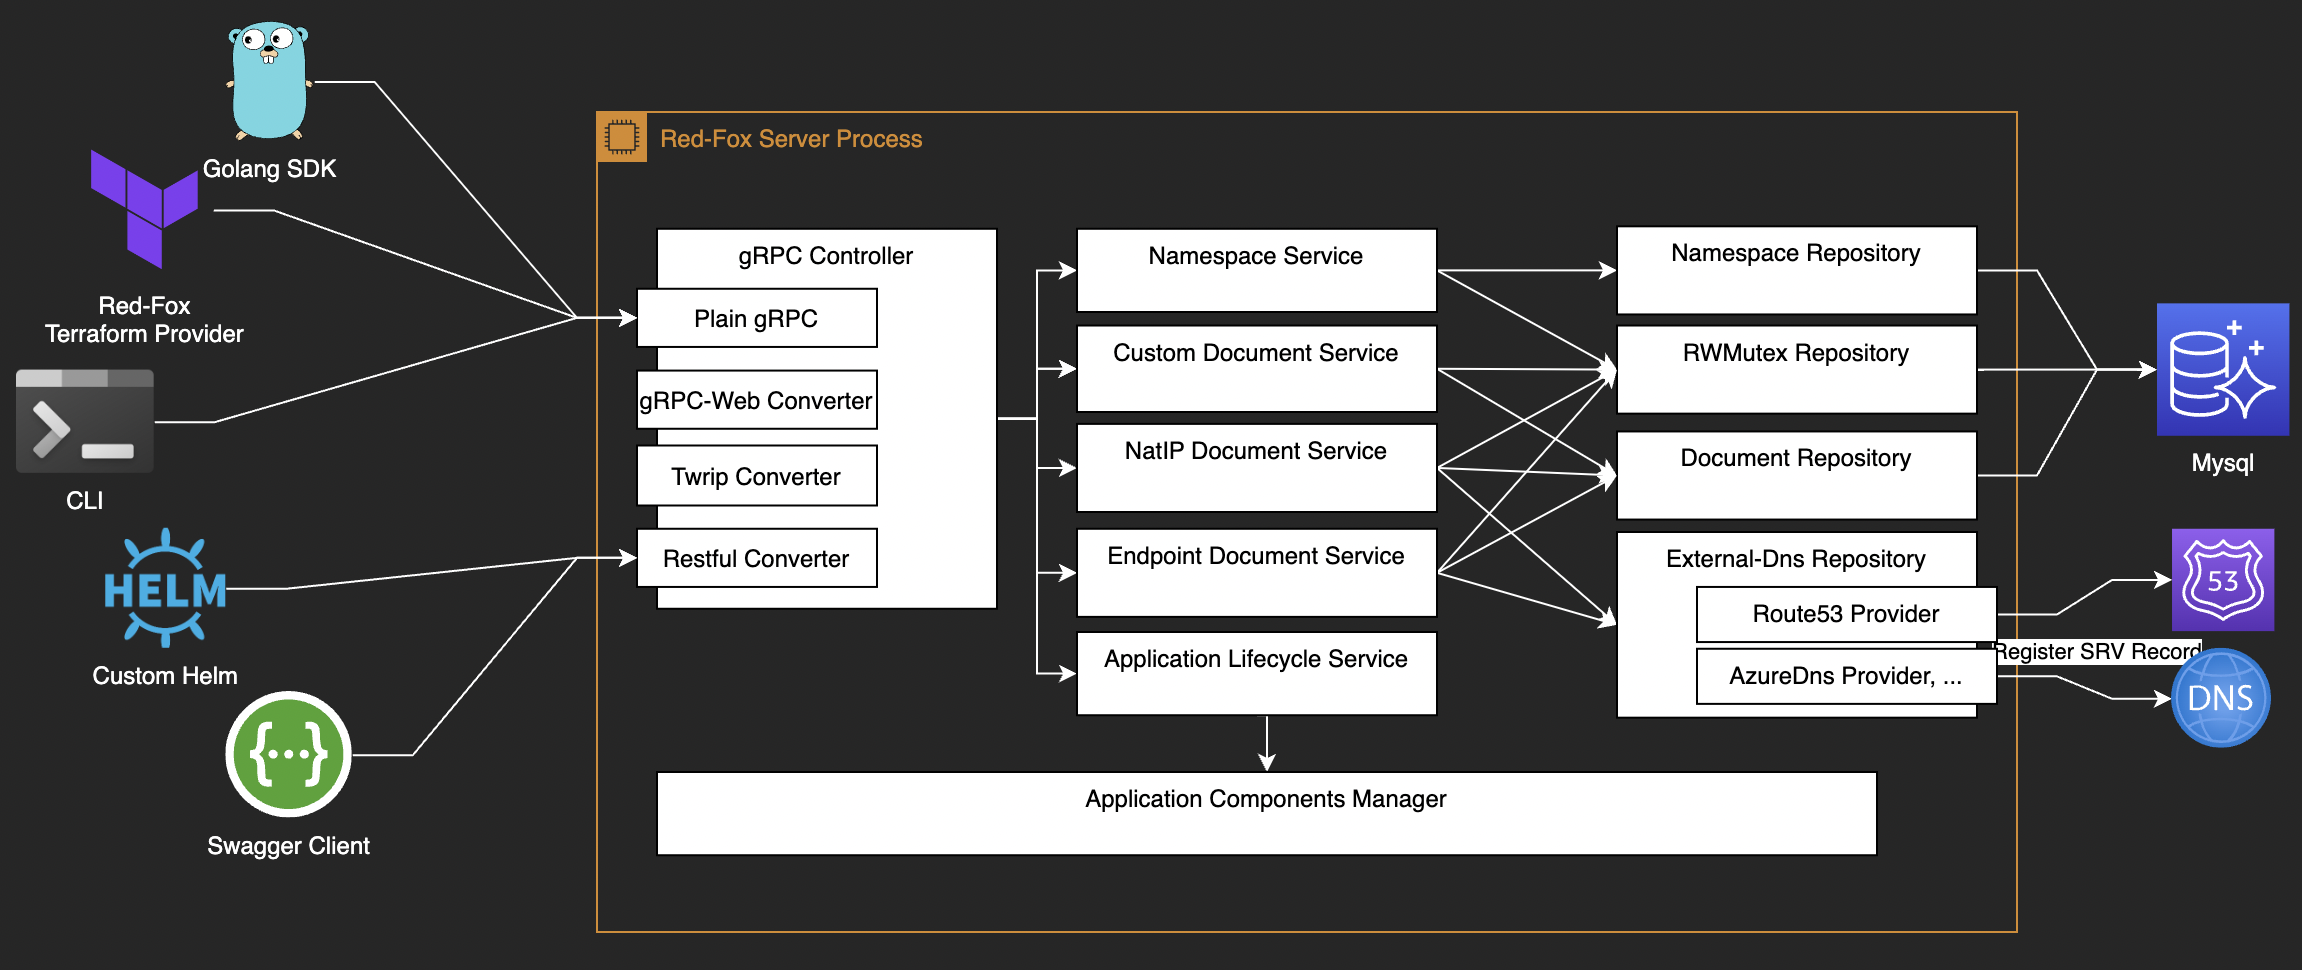 Golang SDK
Red-Fox
Terraform Provider
CLI
HELM
Custom Helm
{...}
Swagger Client
Red-Fox Server Process
gRPC Controller
Plain gRPC
gRPC-Web Converter
Twrip Converter
Restful Converter
Namespace Service
Custom Document Service
NatIP Document Service
Endpoint Document Service
Application Lifecycle Service
Application Components Manager
Namespace Repository
RWMutex Repository
Document Repository
External-Dns Repository
Route53 Provider
AzureDns Provider, ...
Mysql
53
Register SRV Record
DNS